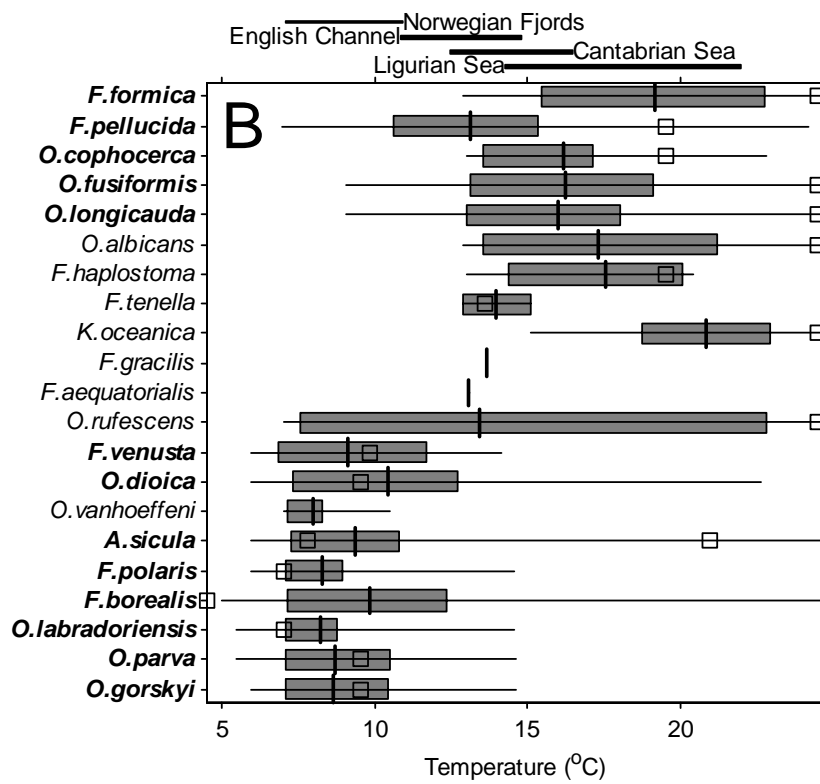 Norwegian Fjords
English Channel
Cantabrian Sea
Ligurian Sea
B
F.formica
F.pellucida
O.cophocerca
O.fusiformis
O.longicauda
O.albicans
F.haplostoma
F.tenella
K.oceanica
F.gracilis
F.aequatorialis
O.rufescens
F.venusta
O.dioica
O.vanhoeffeni
A.sicula
F.polaris
F.borealis
O.labradoriensis
O.parva
O.gorskyi
5 10 15 20
Temperature (°C)